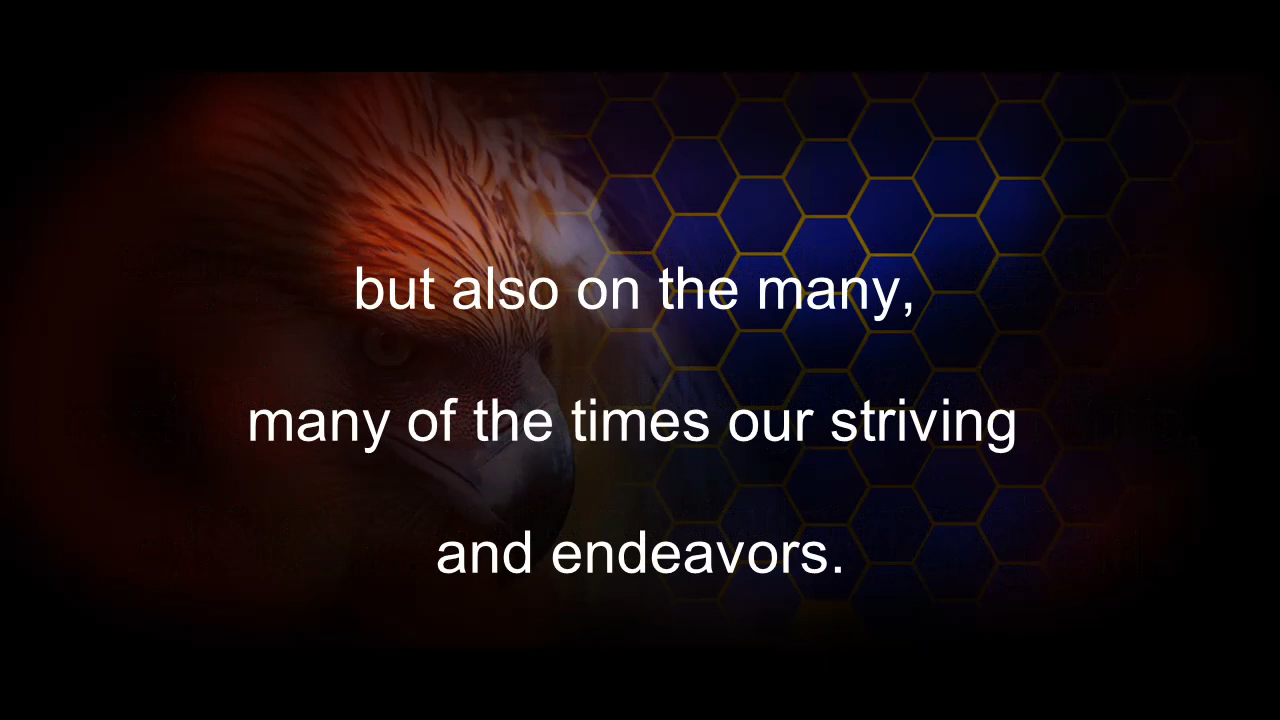 but also on the many,
many of the times our striving
and endeavors.